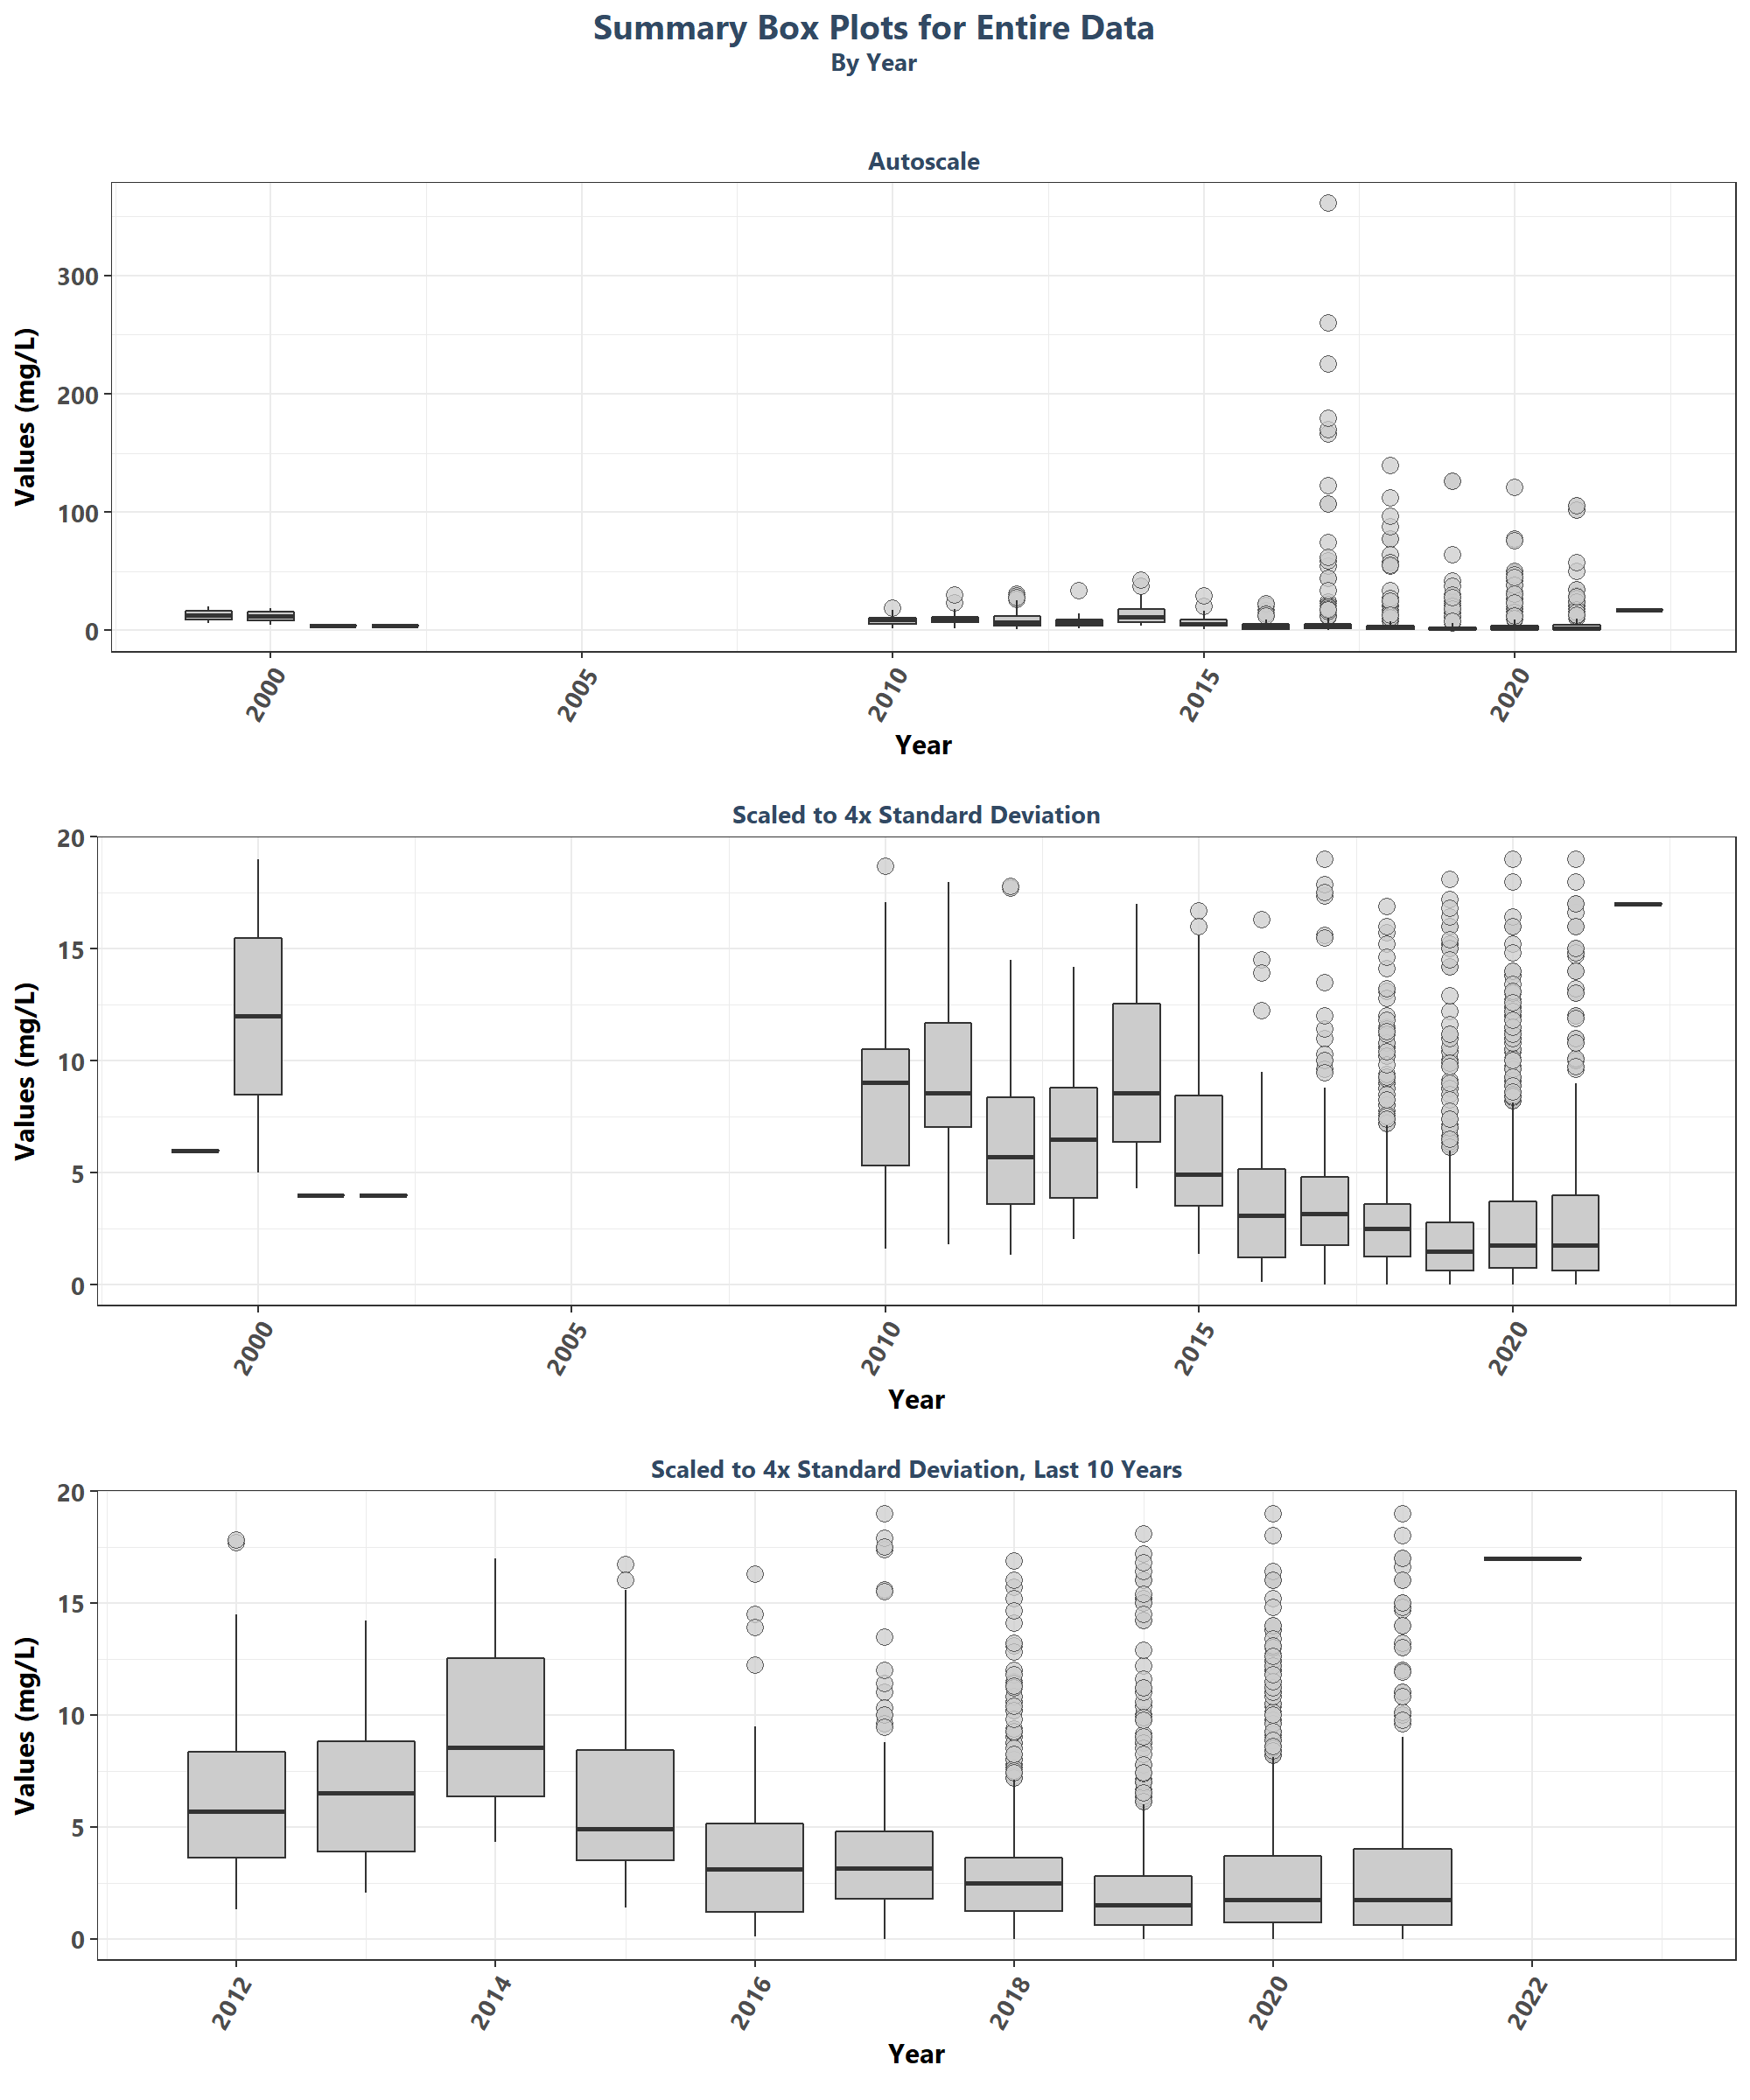 Summary Box Plots for Entire Data
By Year
Autoscale
Values (mg/L)
300
200
100
0
2000 2005 2010 2015 2020
Year
Scaled to 4x Standard Deviation
Values (mg/L)
20
15
10
5
0
2000 2005 2010 2015 2020
Year
Scaled to 4x Standard Deviation, Last 10 Years
Values (mg/L)
20
15
10
5
0
2012 2014 2016 2018 2020 2022
Year